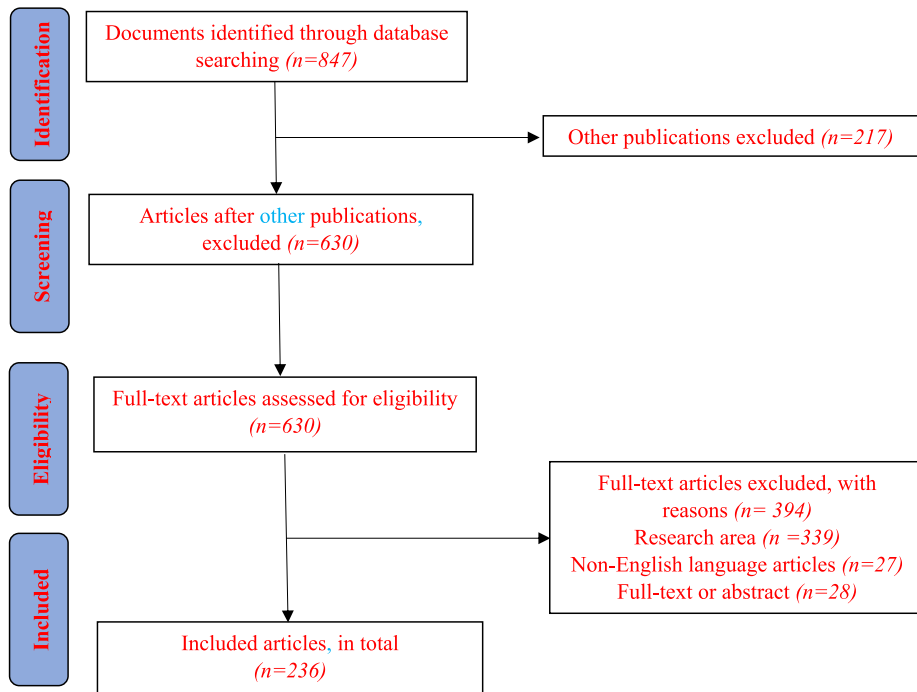 Identification
Documents identified through database
searching (n=847)
Other publications excluded (n=217)
Screening
Articles after other publications,
excluded (n=630)
Eligibility
Full-text articles assessed for eligibility
(n=630)
Full-text articles excluded, with
reasons (n= 394)
Research area (n =339)
Non-English language articles (n=27)
Full-text or abstract (n=28)
Included
Included articles, in total
(n=236)